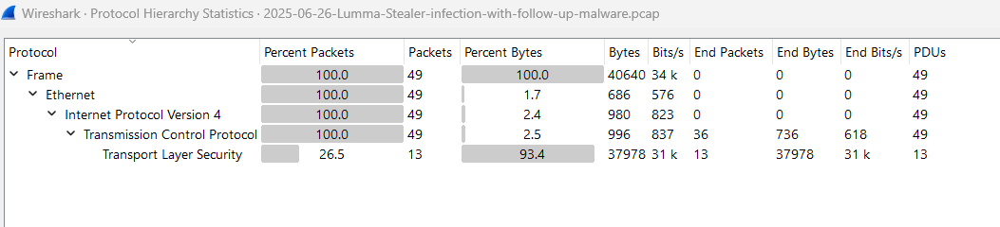 Wireshark · Protocol Hierarchy Statistics · 2025-06-26-Lumma-Stealer-infection-with-follow-up-malware.pcap
Protocol Percent Packets Packets Percent Bytes Bytes Bits/s End Packets End Bytes End Bits/s PDUs
Frame 100.0 49 100.0 40640 34 k 0 0 0 49
Ethernet 100.0 49 1.7 686 576 0 0 0 49
Internet Protocol Version 4 100.0 49 2.4 980 823 0 0 0 49
Transmission Control Protocol 100.0 49 2.5 996 837 36 736 618 49
Transport Layer Security 26.5 13 93.4 37978 31 k 13 37978 31 k 13